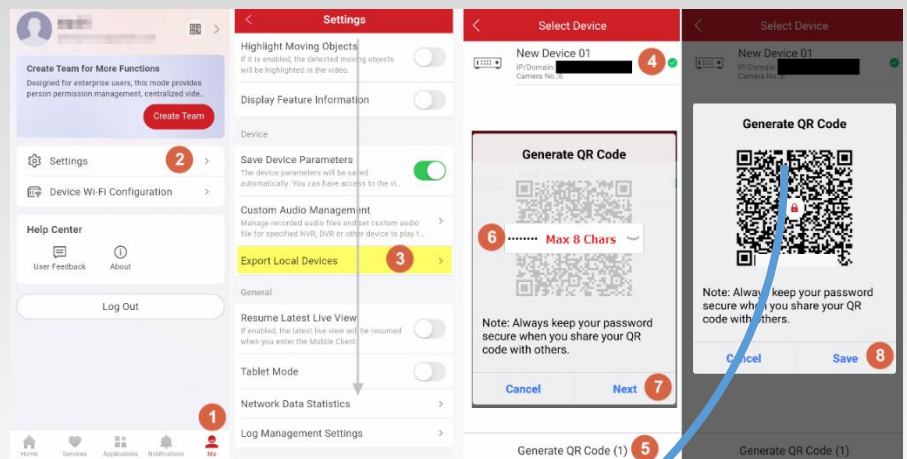 Create Team for More Functions
Designed for enterprise users, this mode provides
person permission management, centralized vide...
Create Team
Settings
2
Device Wi-Fi Configuration
Help Center
User Feedback
About
Log Out
1
Home
Services
Applications
Notifications
Me
Settings
Highlight Moving Objects
If it is enabled, the detected moving objects
will be highlighted in the video.
Display Feature Information
Device
Save Device Parameters
The device parameters will be saved
automatically. You can have access to the vi...
Custom Audio Management
Manage recorded audio files and set custom audio
file for specified NVR, DVR or other device to play t...
Export Local Devices
3
General
Resume Latest Live View
If enabled, the latest live view will be resumed
when you enter the Mobile Client.
Tablet Mode
Network Data Statistics
Log Management Settings
Select Device
New Device 01
IP/Domain
4
Camera No.:6
Generate QR Code
6
•••••••• Max 8 Chars
Note: Always keep your password
secure when you share your QR
code with others.
Cancel
Next
7
Generate QR Code (1)
5
Select Device
New Device 01
IP/Domain
Camera No.:6
Generate QR Code
Note: Always keep your password
secure when you share your QR
code with others.
Cancel
Save
8
Generate QR Code (1)